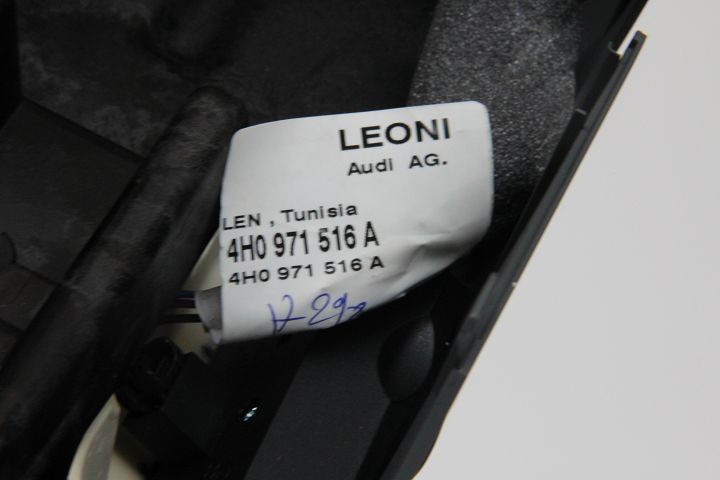 LEONI
Audi AG.
LEN , Tunisia
4H0 971 516 A
4H0 971 516 A